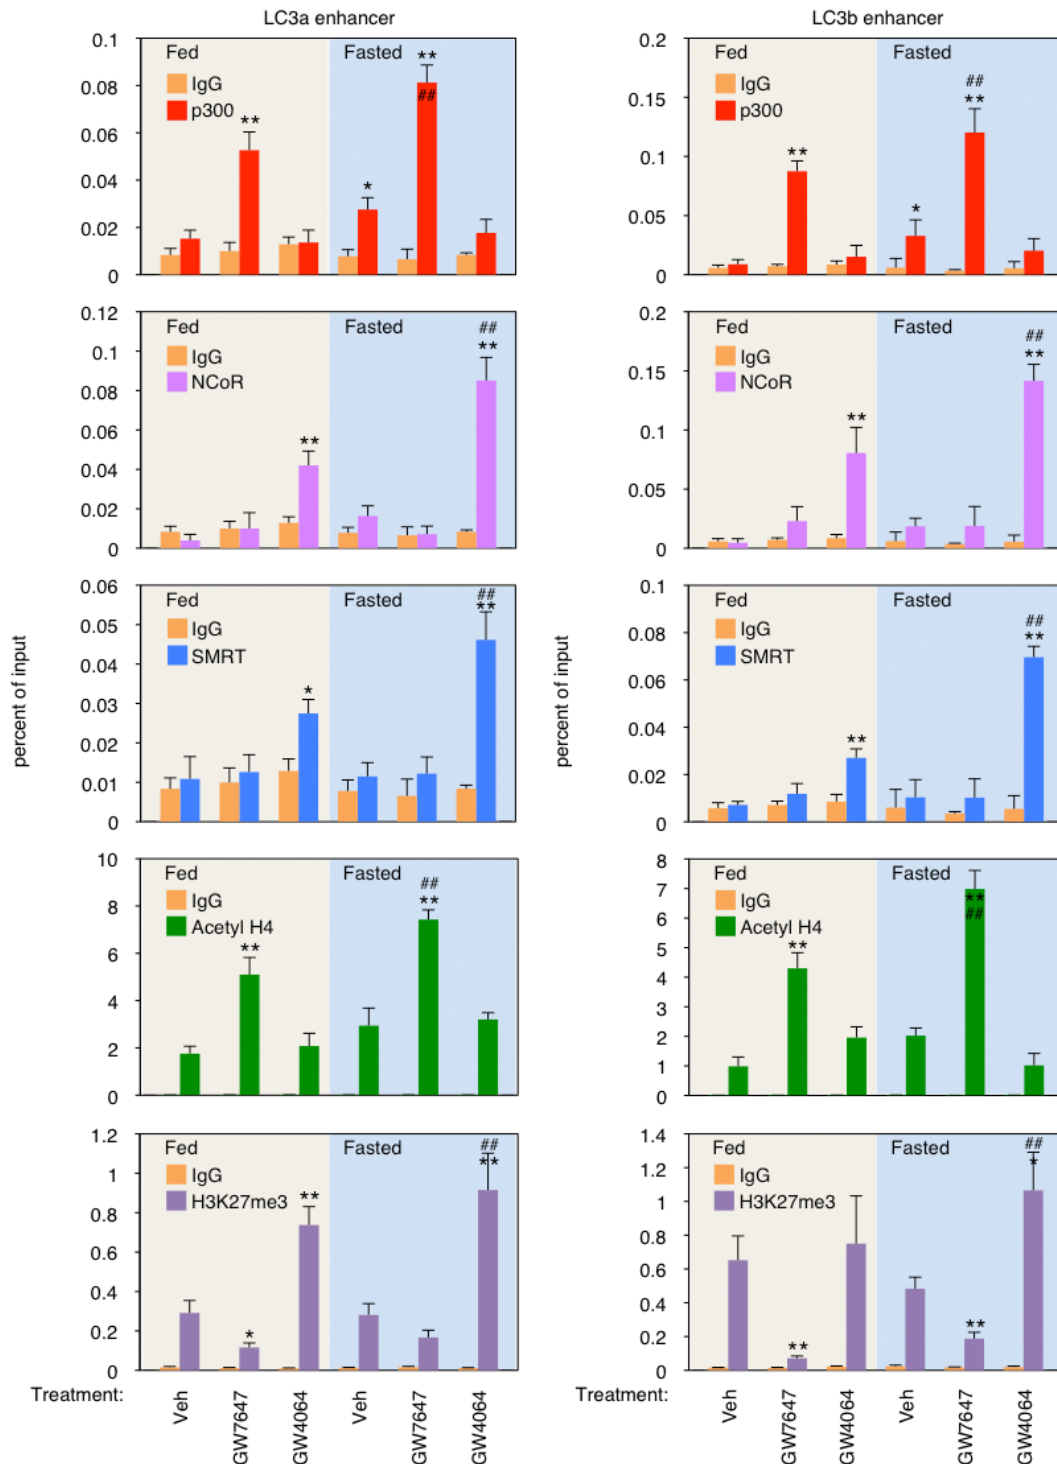 LC3a enhancer
LC3b enhancer
percent of input
0.1
0.08
0.06
0.04
0.02
0
Fed
Fasted
IgG
p300
**
*
**
##
0.2
0.15
0.1
0.05
0
Fed
Fasted
IgG
p300
**
*
##
**
0.12
0.1
0.08
0.06
0.04
0.02
0
Fed
Fasted
IgG
NCoR
**
##
**
0.2
0.15
0.1
0.05
0
Fed
Fasted
IgG
NCoR
**
##
**
0.06
0.05
0.04
0.03
0.02
0.01
0
Fed
Fasted
IgG
SMRT
*
##
**
percent of input
0.1
0.08
0.06
0.04
0.02
0
Fed
Fasted
IgG
SMRT
**
##
**
10
8
6
4
2
0
Fed
Fasted
IgG
Acetyl H4
**
##
**
8
7
6
5
4
3
2
1
0
Fed
Fasted
IgG
Acetyl H4
**
**
##
1.2
1
0.8
0.6
0.4
0.2
0
Fed
Fasted
IgG
H3K27me3
*
**
##
**
1.4
1.2
1
0.8
0.6
0.4
0.2
0
Fed
Fasted
IgG
H3K27me3
**
**
##
*
Treatment:
Veh
GW7647
GW4064
Veh
GW7647
GW4064
Treatment:
Veh
GW7647
GW4064
Veh
GW7647
GW4064